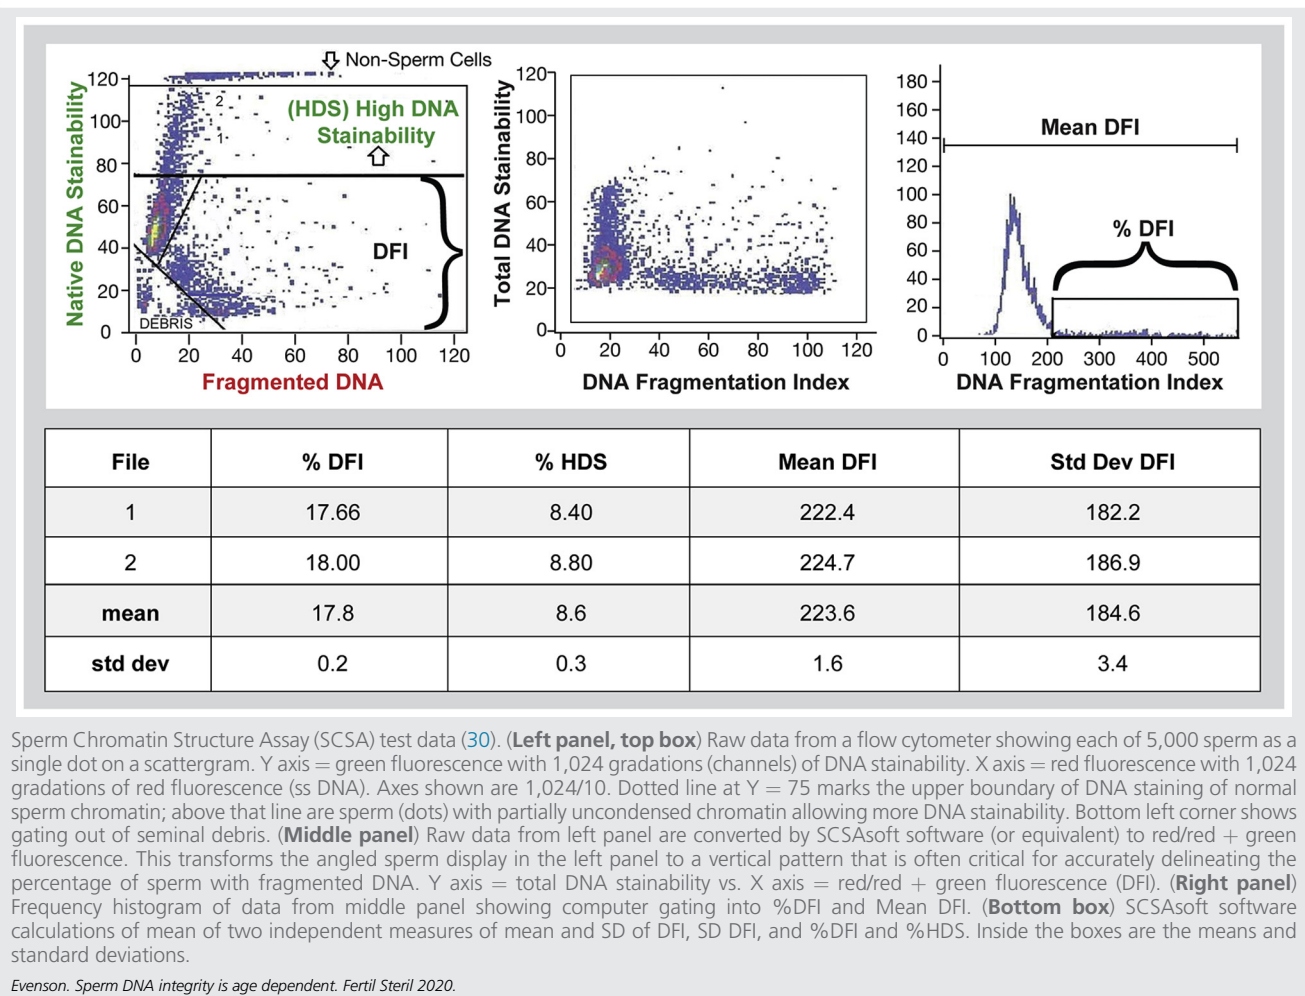 Non-Sperm Cells
Native DNA Stainability
120
100
80
60
40
20
0
2
1
(HDS) High DNA
Stainability
DFI
DEBRIS
0 20 40 60 80 100 120
Fragmented DNA
Total DNA Stainability
120
100
80
60
40
20
0
0 20 40 60 80 100 120
DNA Fragmentation Index
180
160
140
120
100
80
60
40
20
0
Mean DFI
% DFI
0 100 200 300 400 500
DNA Fragmentation Index
File % DFI % HDS Mean DFI Std Dev DFI
1 17.66 8.40 222.4 182.2
2 18.00 8.80 224.7 186.9
mean 17.8 8.6 223.6 184.6
std dev 0.2 0.3 1.6 3.4
Sperm Chromatin Structure Assay (SCSA) test data (30). (Left panel, top box) Raw data from a flow cytometer showing each of 5,000 sperm as a
single dot on a scattergram. Y axis = green fluorescence with 1,024 gradations (channels) of DNA stainability. X axis = red fluorescence with 1,024
gradations of red fluorescence (ss DNA). Axes shown are 1,024/10. Dotted line at Y = 75 marks the upper boundary of DNA staining of normal
sperm chromatin; above that line are sperm (dots) with partially uncondensed chromatin allowing more DNA stainability. Bottom left corner shows
gating out of seminal debris. (Middle panel) Raw data from left panel are converted by SCSAsoft software (or equivalent) to red/red + green
fluorescence. This transforms the angled sperm display in the left panel to a vertical pattern that is often critical for accurately delineating the
percentage of sperm with fragmented DNA. Y axis = total DNA stainability vs. X axis = red/red + green fluorescence (DFI). (Right panel)
Frequency histogram of data from middle panel showing computer gating into %DFI and Mean DFI. (Bottom box) SCSAsoft software
calculations of mean of two independent measures of mean and SD of DFI, SD DFI, and %DFI and %HDS. Inside the boxes are the means and
standard deviations.
Evenson. Sperm DNA integrity is age dependent. Fertil Steril 2020.